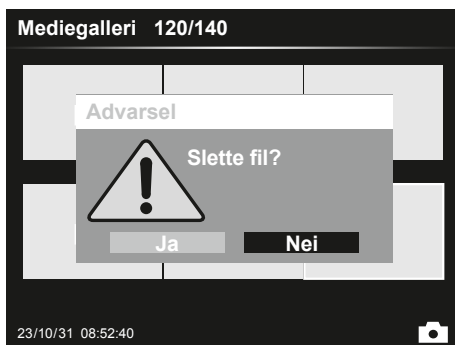 Mediegalleri 120/140
Advarsel
Slette fil?
Ja Nei
23/10/31 08:52:40